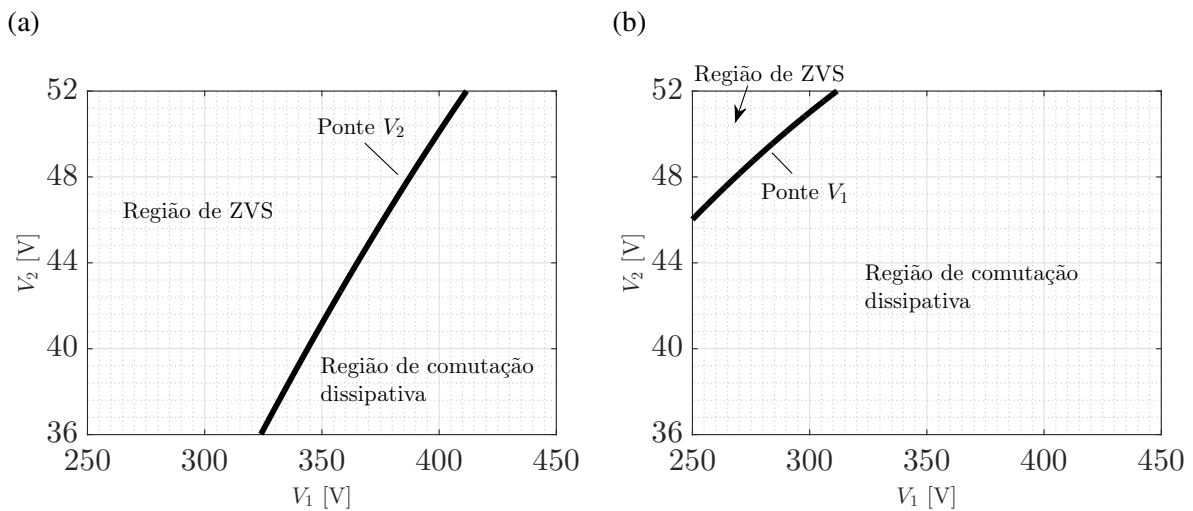 (a)
52
48
44
40
36
V₂ [V]
Ponte V₂
Região de ZVS
Região de comutação
dissipativa
250 300 350 400 450
V₁ [V]
(b)
Região de ZVS
52
48
44
40
36
V₂ [V]
Ponte V₁
Região de comutação
dissipativa
250 300 350 400 450
V₁ [V]